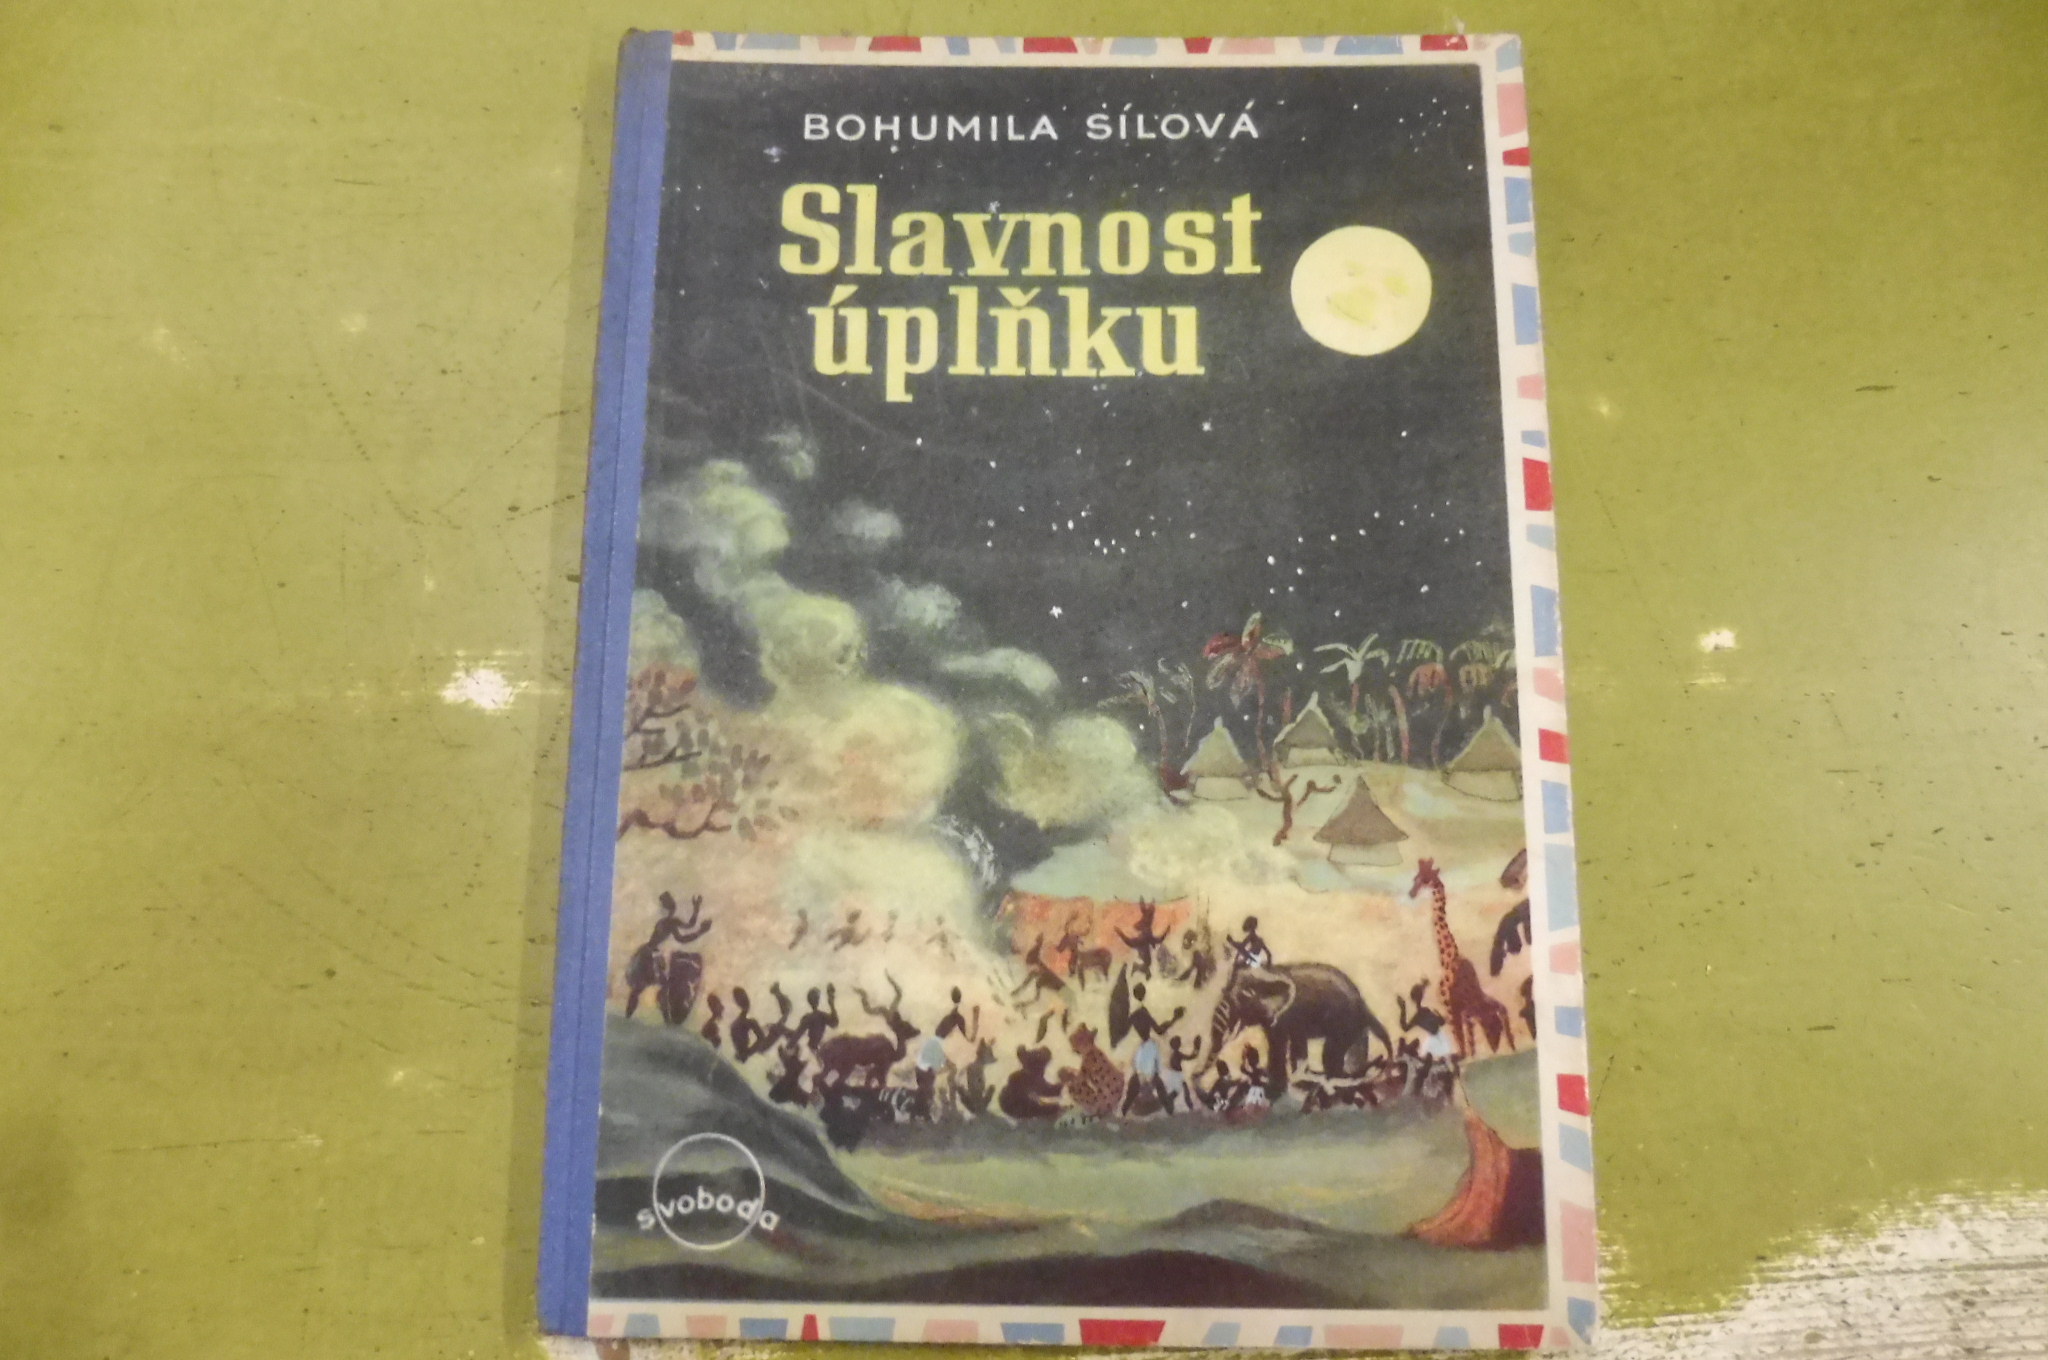 BOHUMILA SÍLOVÁ
Slavnost
úplňku
svoboda